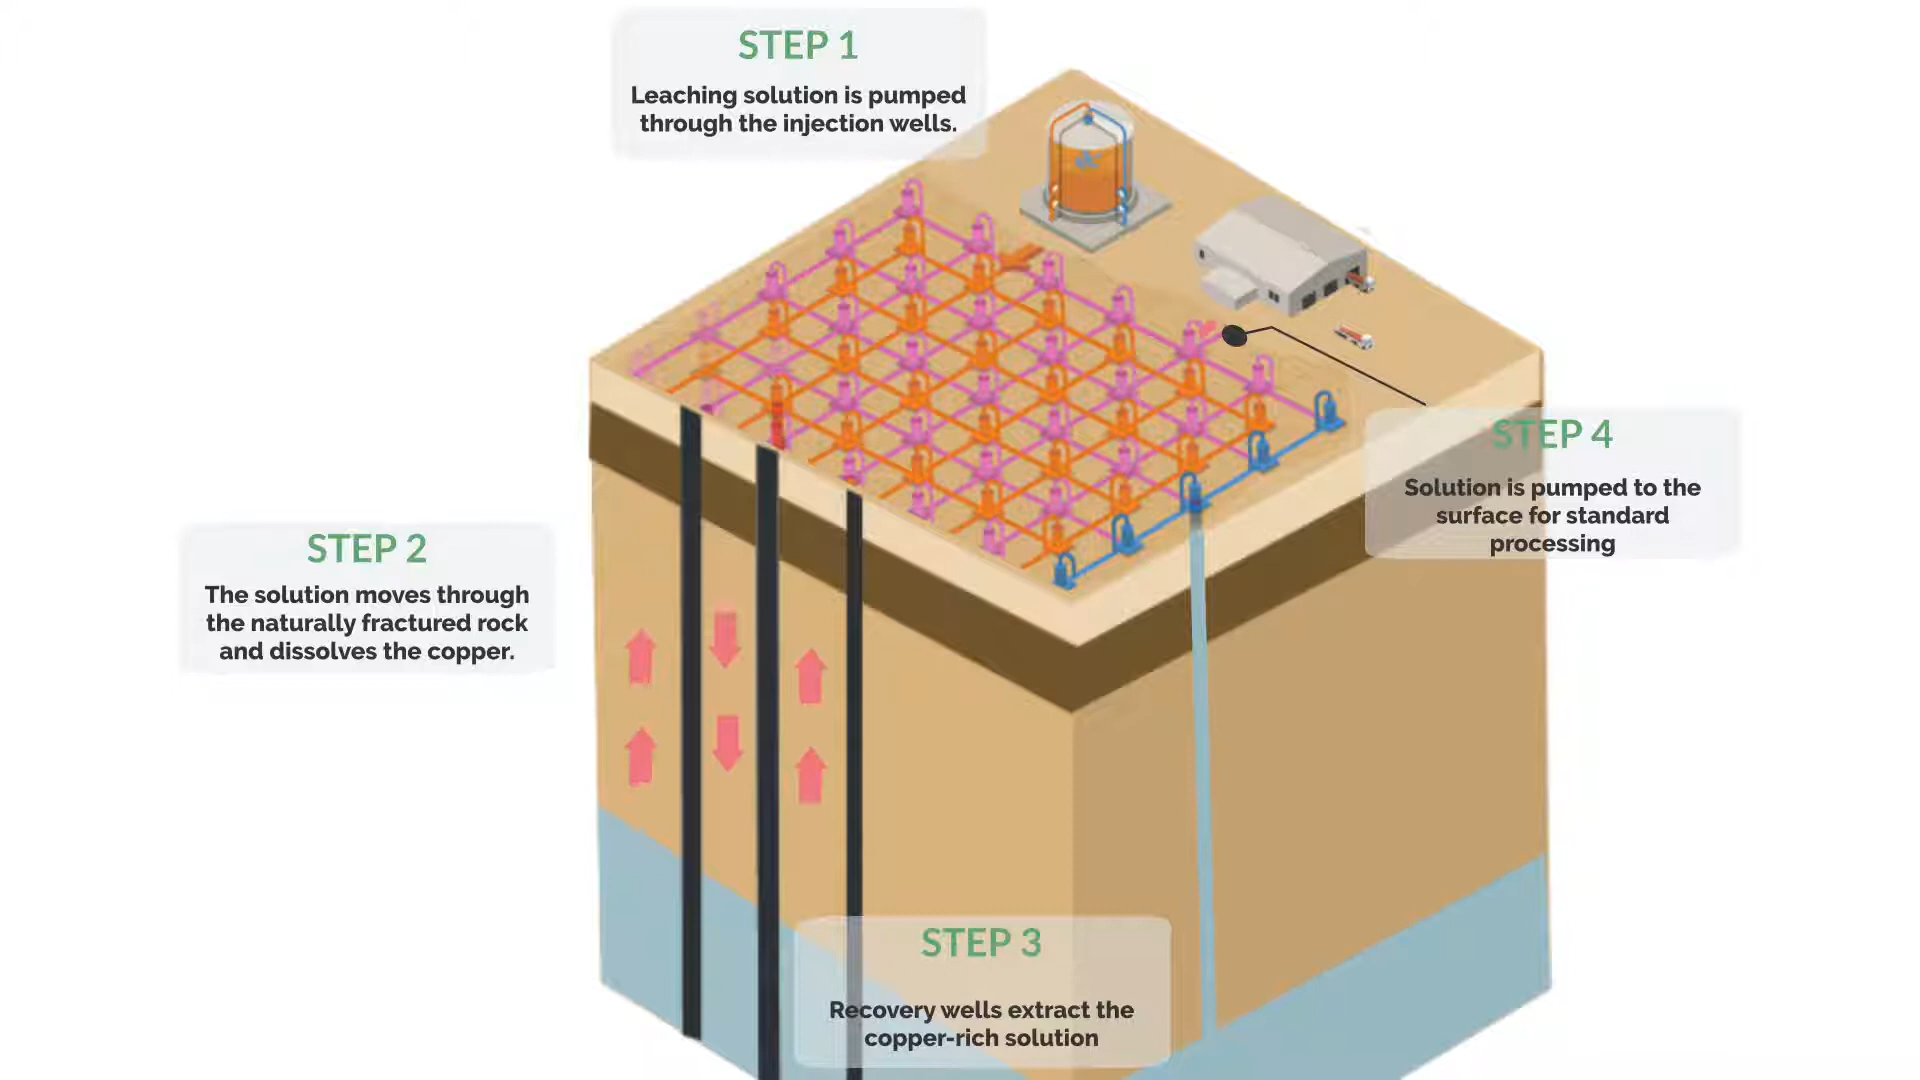 STEP 1
Leaching solution is pumped
through the injection wells.
STEP 2
The solution moves through
the naturally fractured rock
and dissolves the copper.
STEP 3
Recovery wells extract the
copper-rich solution
STEP 4
Solution is pumped to the
surface for standard
processing